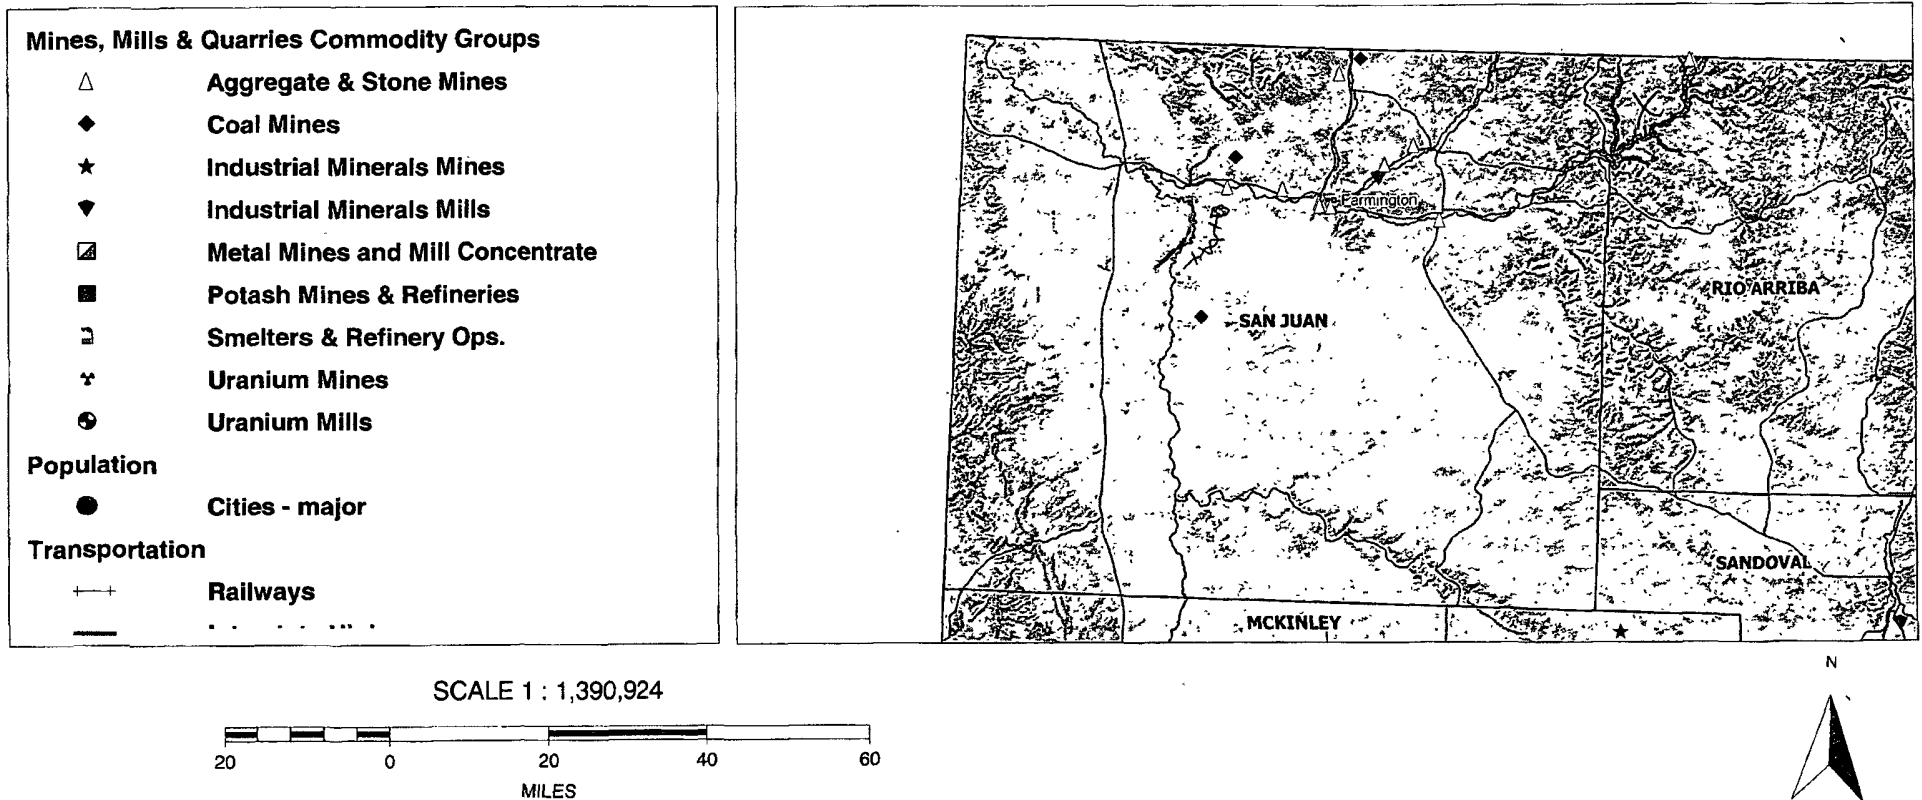 Mines, Mills & Quarries Commodity Groups
Aggregate & Stone Mines
Coal Mines
Industrial Minerals Mines
Industrial Minerals Mills
Metal Mines and Mill Concentrate
Potash Mines & Refineries
Smelters & Refinery Ops.
Uranium Mines
Uranium Mills
Population
Cities - major
Transportation
Railways
Farmington
RIO ARRIBA
SAN JUAN
SANDOVAL
MCKINLEY
SCALE 1 : 1,390,924
20 0 20 40 60
MILES
N